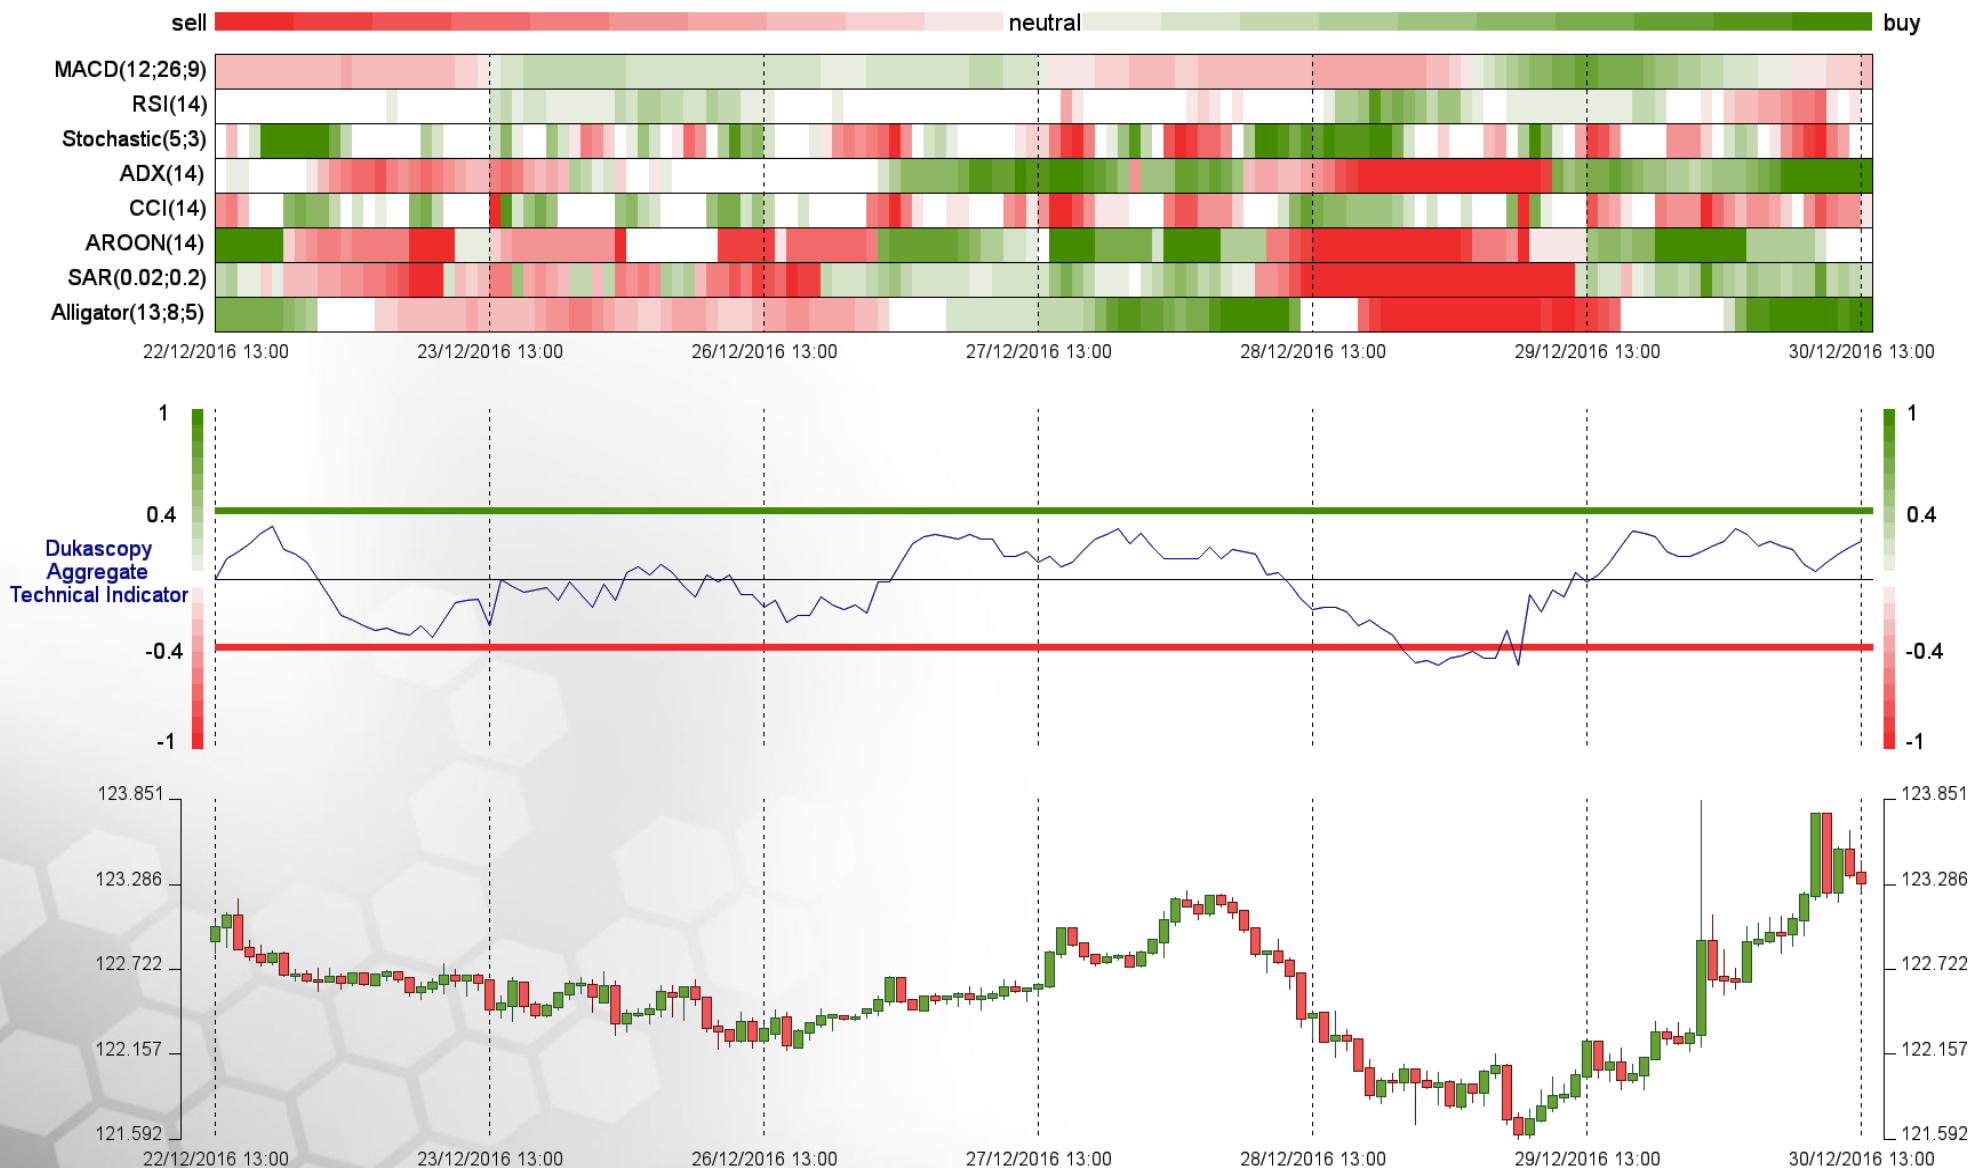 sell neutral buy
MACD(12;26;9)
RSI(14)
Stochastic(5;3)
ADX(14)
CCI(14)
AROON(14)
SAR(0.02;0.2)
Alligator(13;8;5)
22/12/2016 13:00 23/12/2016 13:00 26/12/2016 13:00 27/12/2016 13:00 28/12/2016 13:00 29/12/2016 13:00 30/12/2016 13:00
1 1
0.4 0.4
Dukascopy
Aggregate
Technical Indicator
-0.4 -0.4
-1 -1
123.851 123.851
123.286 123.286
122.722 122.722
122.157 122.157
121.592 121.592
22/12/2016 13:00 23/12/2016 13:00 26/12/2016 13:00 27/12/2016 13:00 28/12/2016 13:00 29/12/2016 13:00 30/12/2016 13:00